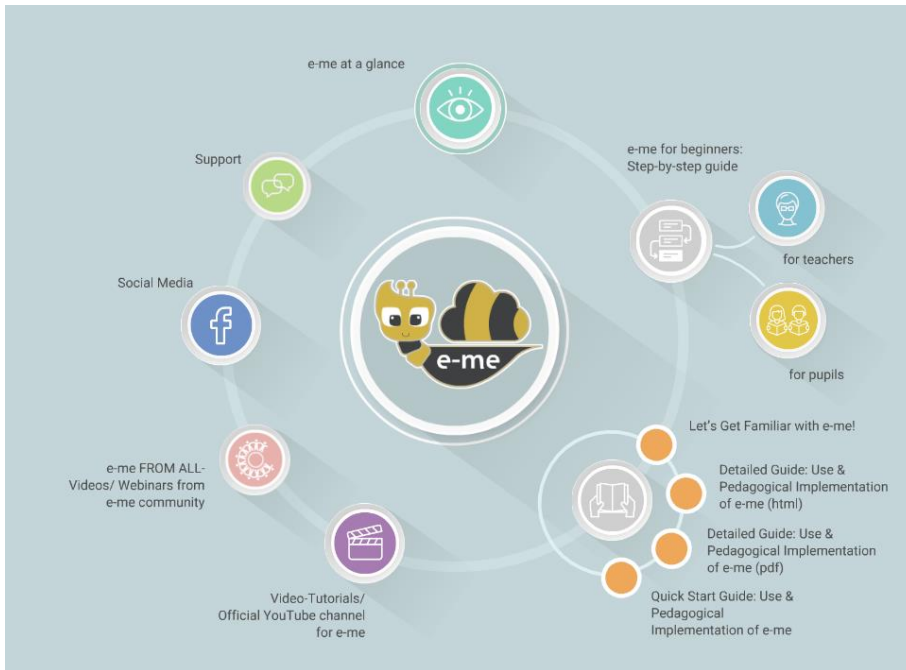 e-me at a glance
e-me for beginners:
Step-by-step guide
for teachers
for pupils
Let's Get Familiar with e-me!
Detailed Guide: Use &
Pedagogical Implementation
of e-me (html)
Detailed Guide: Use &
Pedagogical Implementation
of e-me (pdf)
Quick Start Guide: Use &
Pedagogical
Implementation of e-me
Video-Tutorials/
Official YouTube channel
for e-me
e-me FROM ALL-
Videos/ Webinars from
e-me community
Social Media
f
Support
e-me